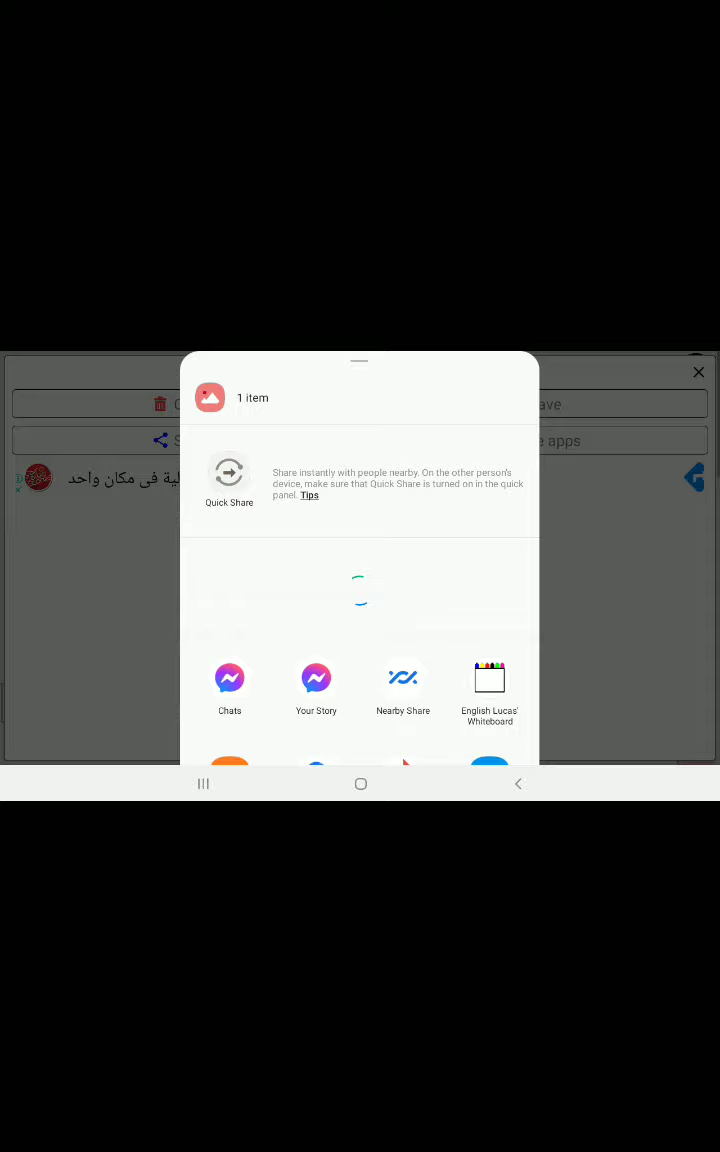 1 item
ave
e apps
لية فى مكان واحد
Quick Share
Share instantly with people nearby. On the other person's
device, make sure that Quick Share is turned on in the quick
panel. Tips
Chats
Your Story
Nearby Share
English Lucas'
Whiteboard